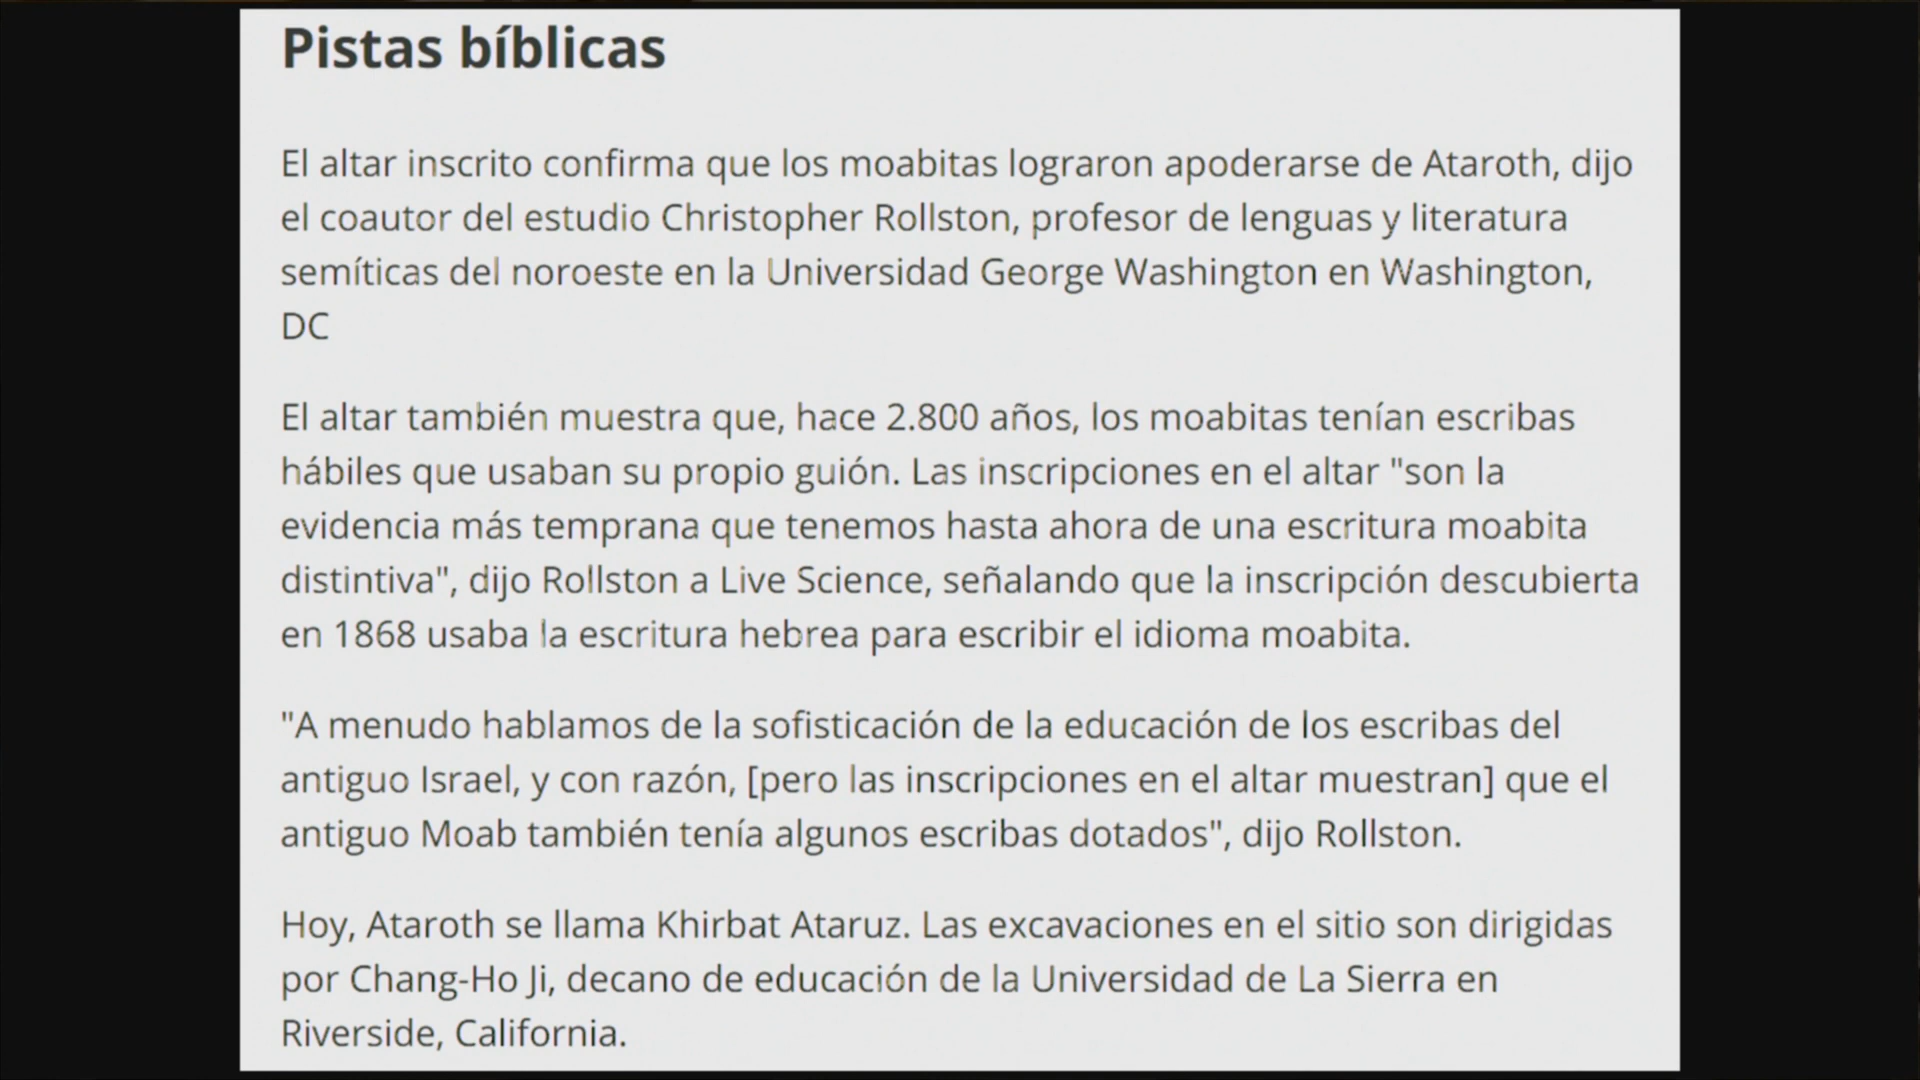 Pistas bíblicas
El altar inscrito confirma que los moabitas lograron apoderarse de Ataroth, dijo
el coautor del estudio Christopher Rollston, profesor de lenguas y literatura
semíticas del noroeste en la Universidad George Washington en Washington,
DC
El altar también muestra que, hace 2.800 años, los moabitas tenían escribas
hábiles que usaban su propio guión. Las inscripciones en el altar "son la
evidencia más temprana que tenemos hasta ahora de una escritura moabita
distintiva", dijo Rollston a Live Science, señalando que la inscripción descubierta
en 1868 usaba la escritura hebrea para escribir el idioma moabita.
"A menudo hablamos de la sofisticación de la educación de los escribas del
antiguo Israel, y con razón, [pero las inscripciones en el altar muestran] que el
antiguo Moab también tenía algunos escribas dotados", dijo Rollston.
Hoy, Ataroth se llama Khirbat Ataruz. Las excavaciones en el sitio son dirigidas
por Chang-Ho Ji, decano de educación de la Universidad de La Sierra en
Riverside, California.